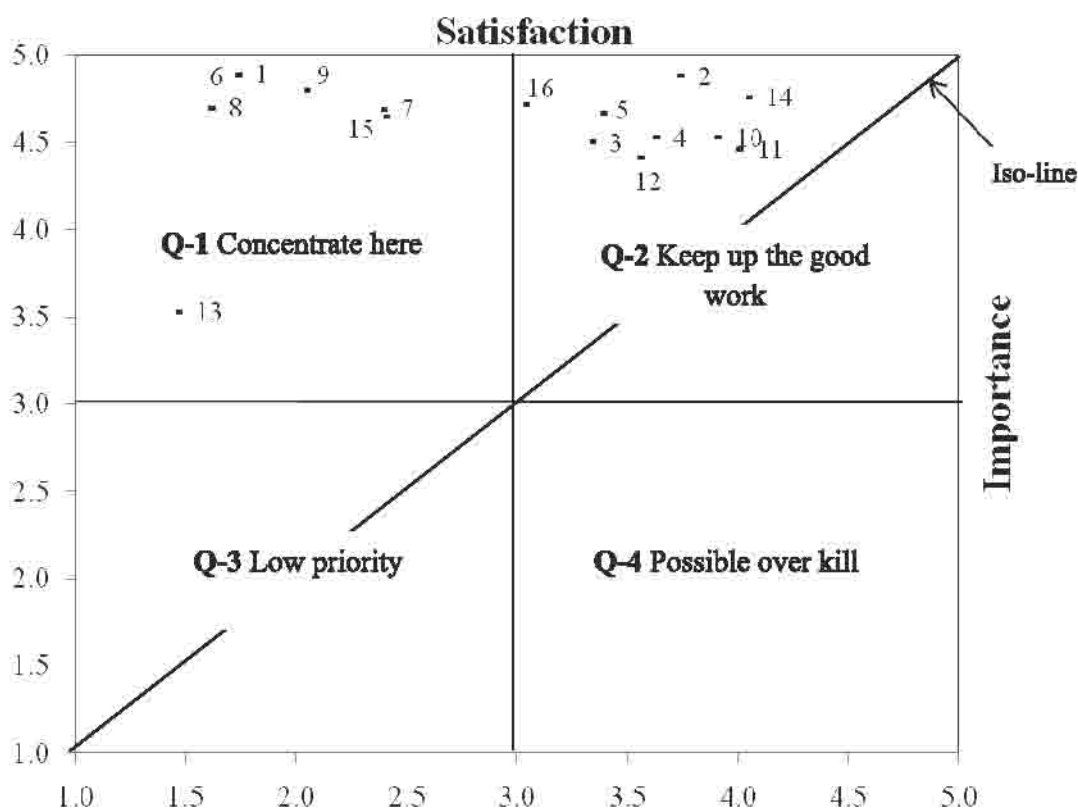 Satisfaction
5.0
6 1 9 2
16 14
8 7 5
15
4.5
3 4 10 11
12
Iso-line
4.0
Q-1 Concentrate here
Q-2 Keep up the good
work
3.5
13
Importance
3.0
2.5
Q-3 Low priority
Q-4 Possible over kill
2.0
1.5
1.0
1.0 1.5 2.0 2.5 3.0 3.5 4.0 4.5 5.0